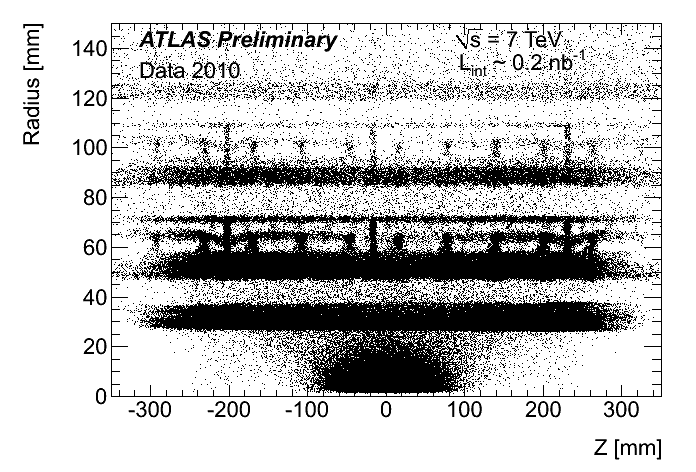 ATLAS Preliminary
Data 2010
√s = 7 TeV
L_int ~ 0.2 nb⁻¹
Radius [mm]
140
120
100
80
60
40
20
0
-300 -200 -100 0 100 200 300
Z [mm]